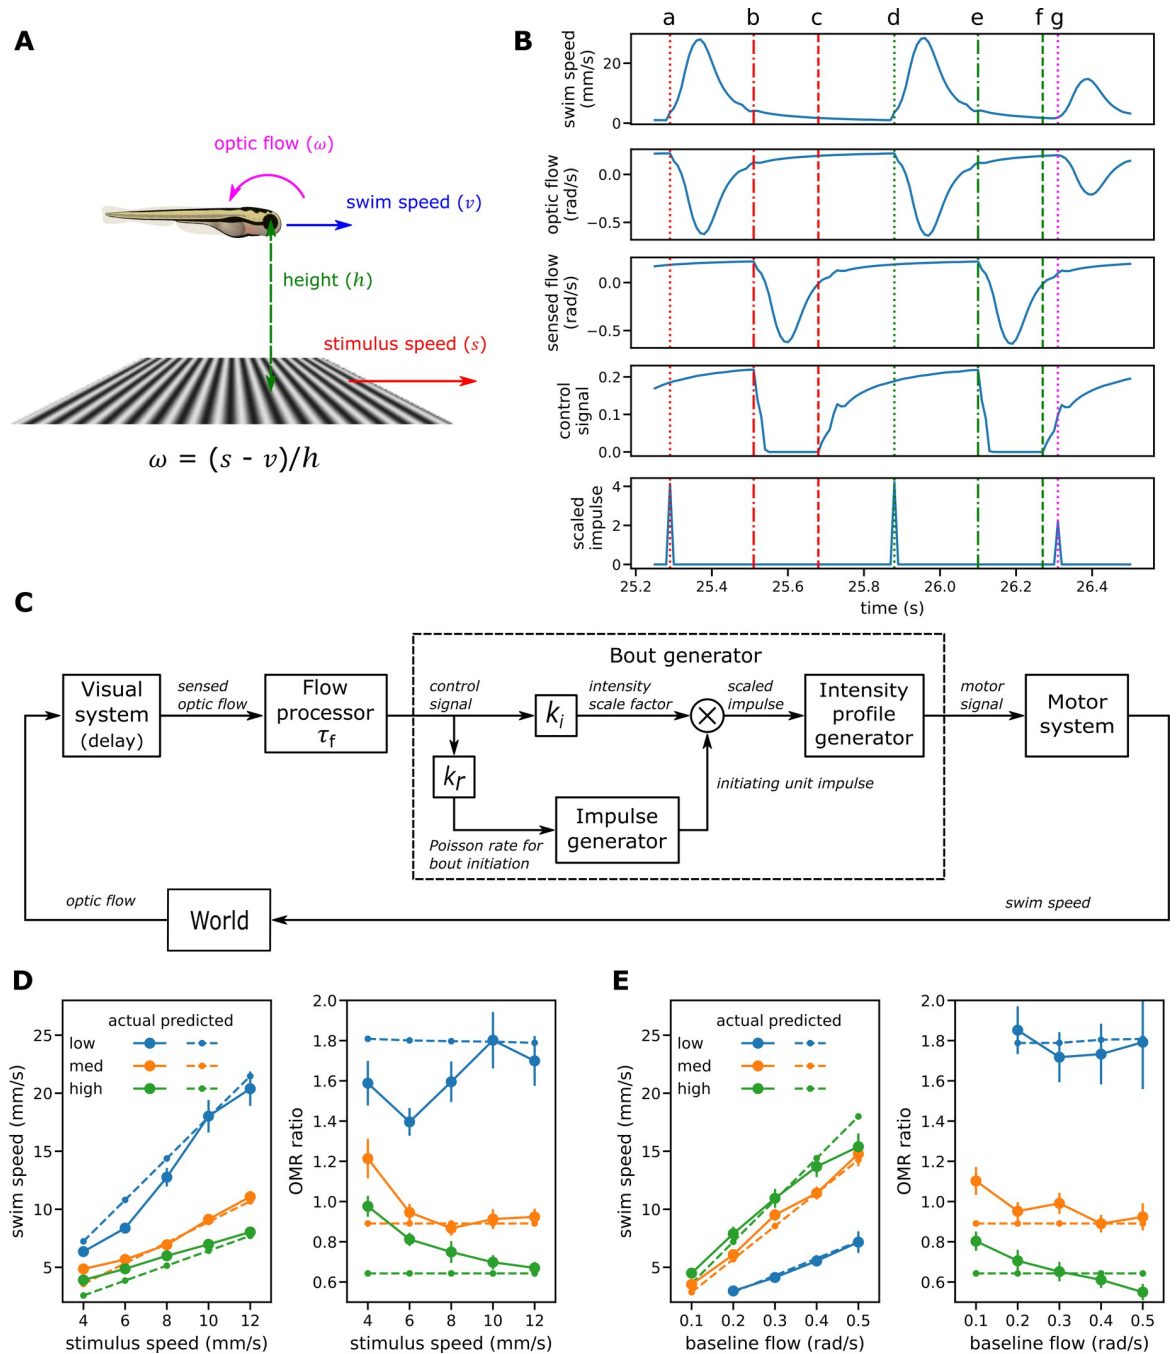 A
optic flow (ω)
swim speed (v)
height (h)
stimulus speed (s)
ω = (s - v)/h
B
a b c d e f g
swim speed
(mm/s)
20
0
optic flow
(rad/s)
0.0
−0.5
sensed flow
(rad/s)
0.0
−0.5
control
signal
0.2
0.1
0.0
scaled
impulse
4
2
0
25.2 25.4 25.6 25.8 26.0 26.2 26.4
time (s)
C
Bout generator
Visual
system
(delay)
sensed
optic flow
Flow
processor
τf
control
signal
ki
intensity
scale factor
scaled
impulse
Intensity
profile
generator
motor
signal
Motor
system
kr
initiating unit impulse
Impulse
generator
Poisson rate for
bout initiation
optic flow
World
swim speed
D
actual predicted
low
med
high
swim speed (mm/s)
25
20
15
10
5
4 6 8 10 12
stimulus speed (mm/s)
OMR ratio
2.0
1.8
1.6
1.4
1.2
1.0
0.8
0.6
4 6 8 10 12
stimulus speed (mm/s)
E
actual predicted
low
med
high
swim speed (mm/s)
25
20
15
10
5
0.1 0.2 0.3 0.4 0.5
baseline flow (rad/s)
OMR ratio
2.0
1.8
1.6
1.4
1.2
1.0
0.8
0.6
0.1 0.2 0.3 0.4 0.5
baseline flow (rad/s)